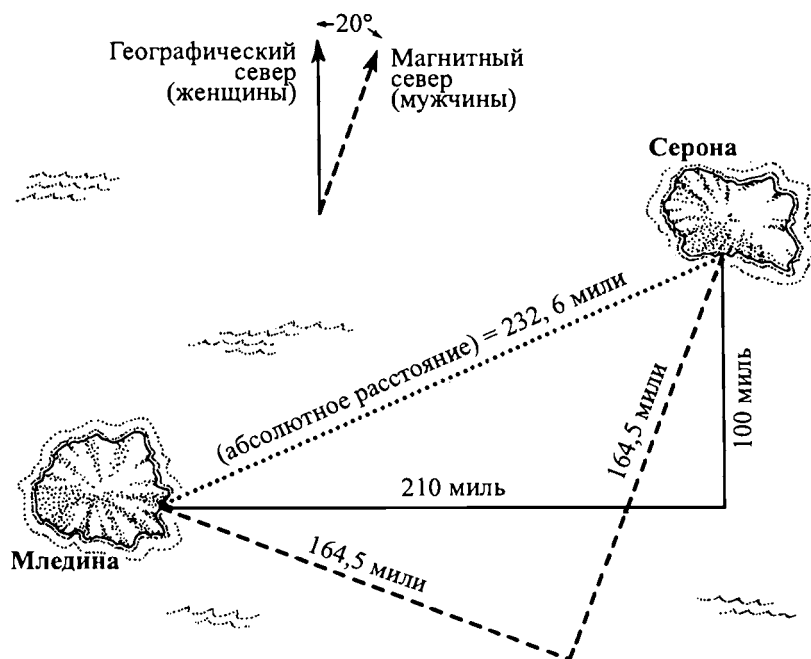 20°
Географический
север
(женщины)
Магнитный
север
(мужчины)
Серона
(абсолютное расстояние) = 232, 6 мили
164,5 мили
100 миль
210 миль
164,5 мили
Мледина